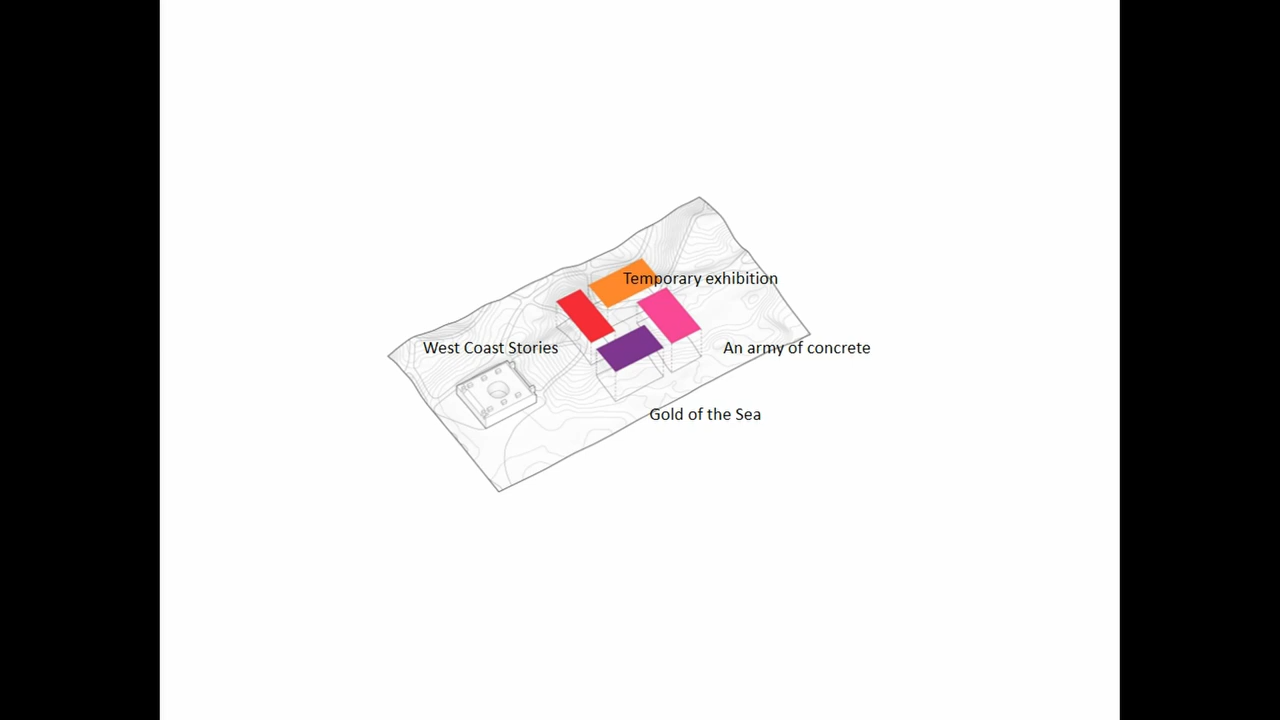 Temporary exhibition
West Coast Stories
An army of concrete
Gold of the Sea